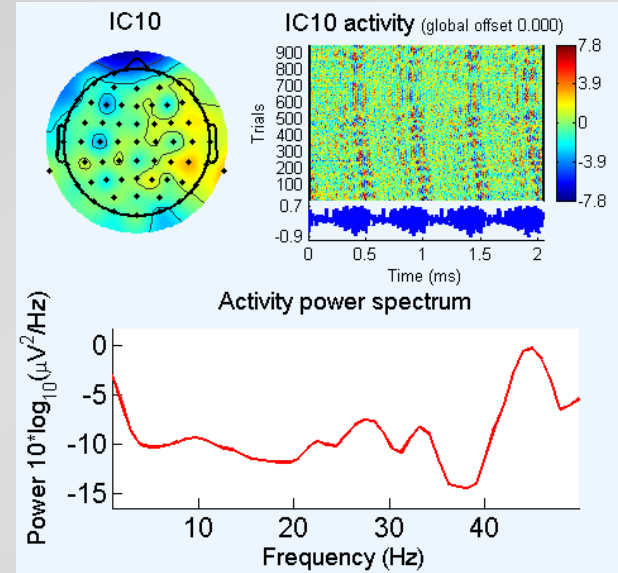 IC10
IC10 activity (global offset 0.000)
Trials
900
800
700
600
500
400
300
200
100
0.7
-0.9
7.8
3.9
0
-3.9
-7.8
0 0.5 1 1.5 2
Time (ms)
Activity power spectrum
Power 10*log10(μV2/Hz)
0
-5
-10
-15
10 20 30 40
Frequency (Hz)